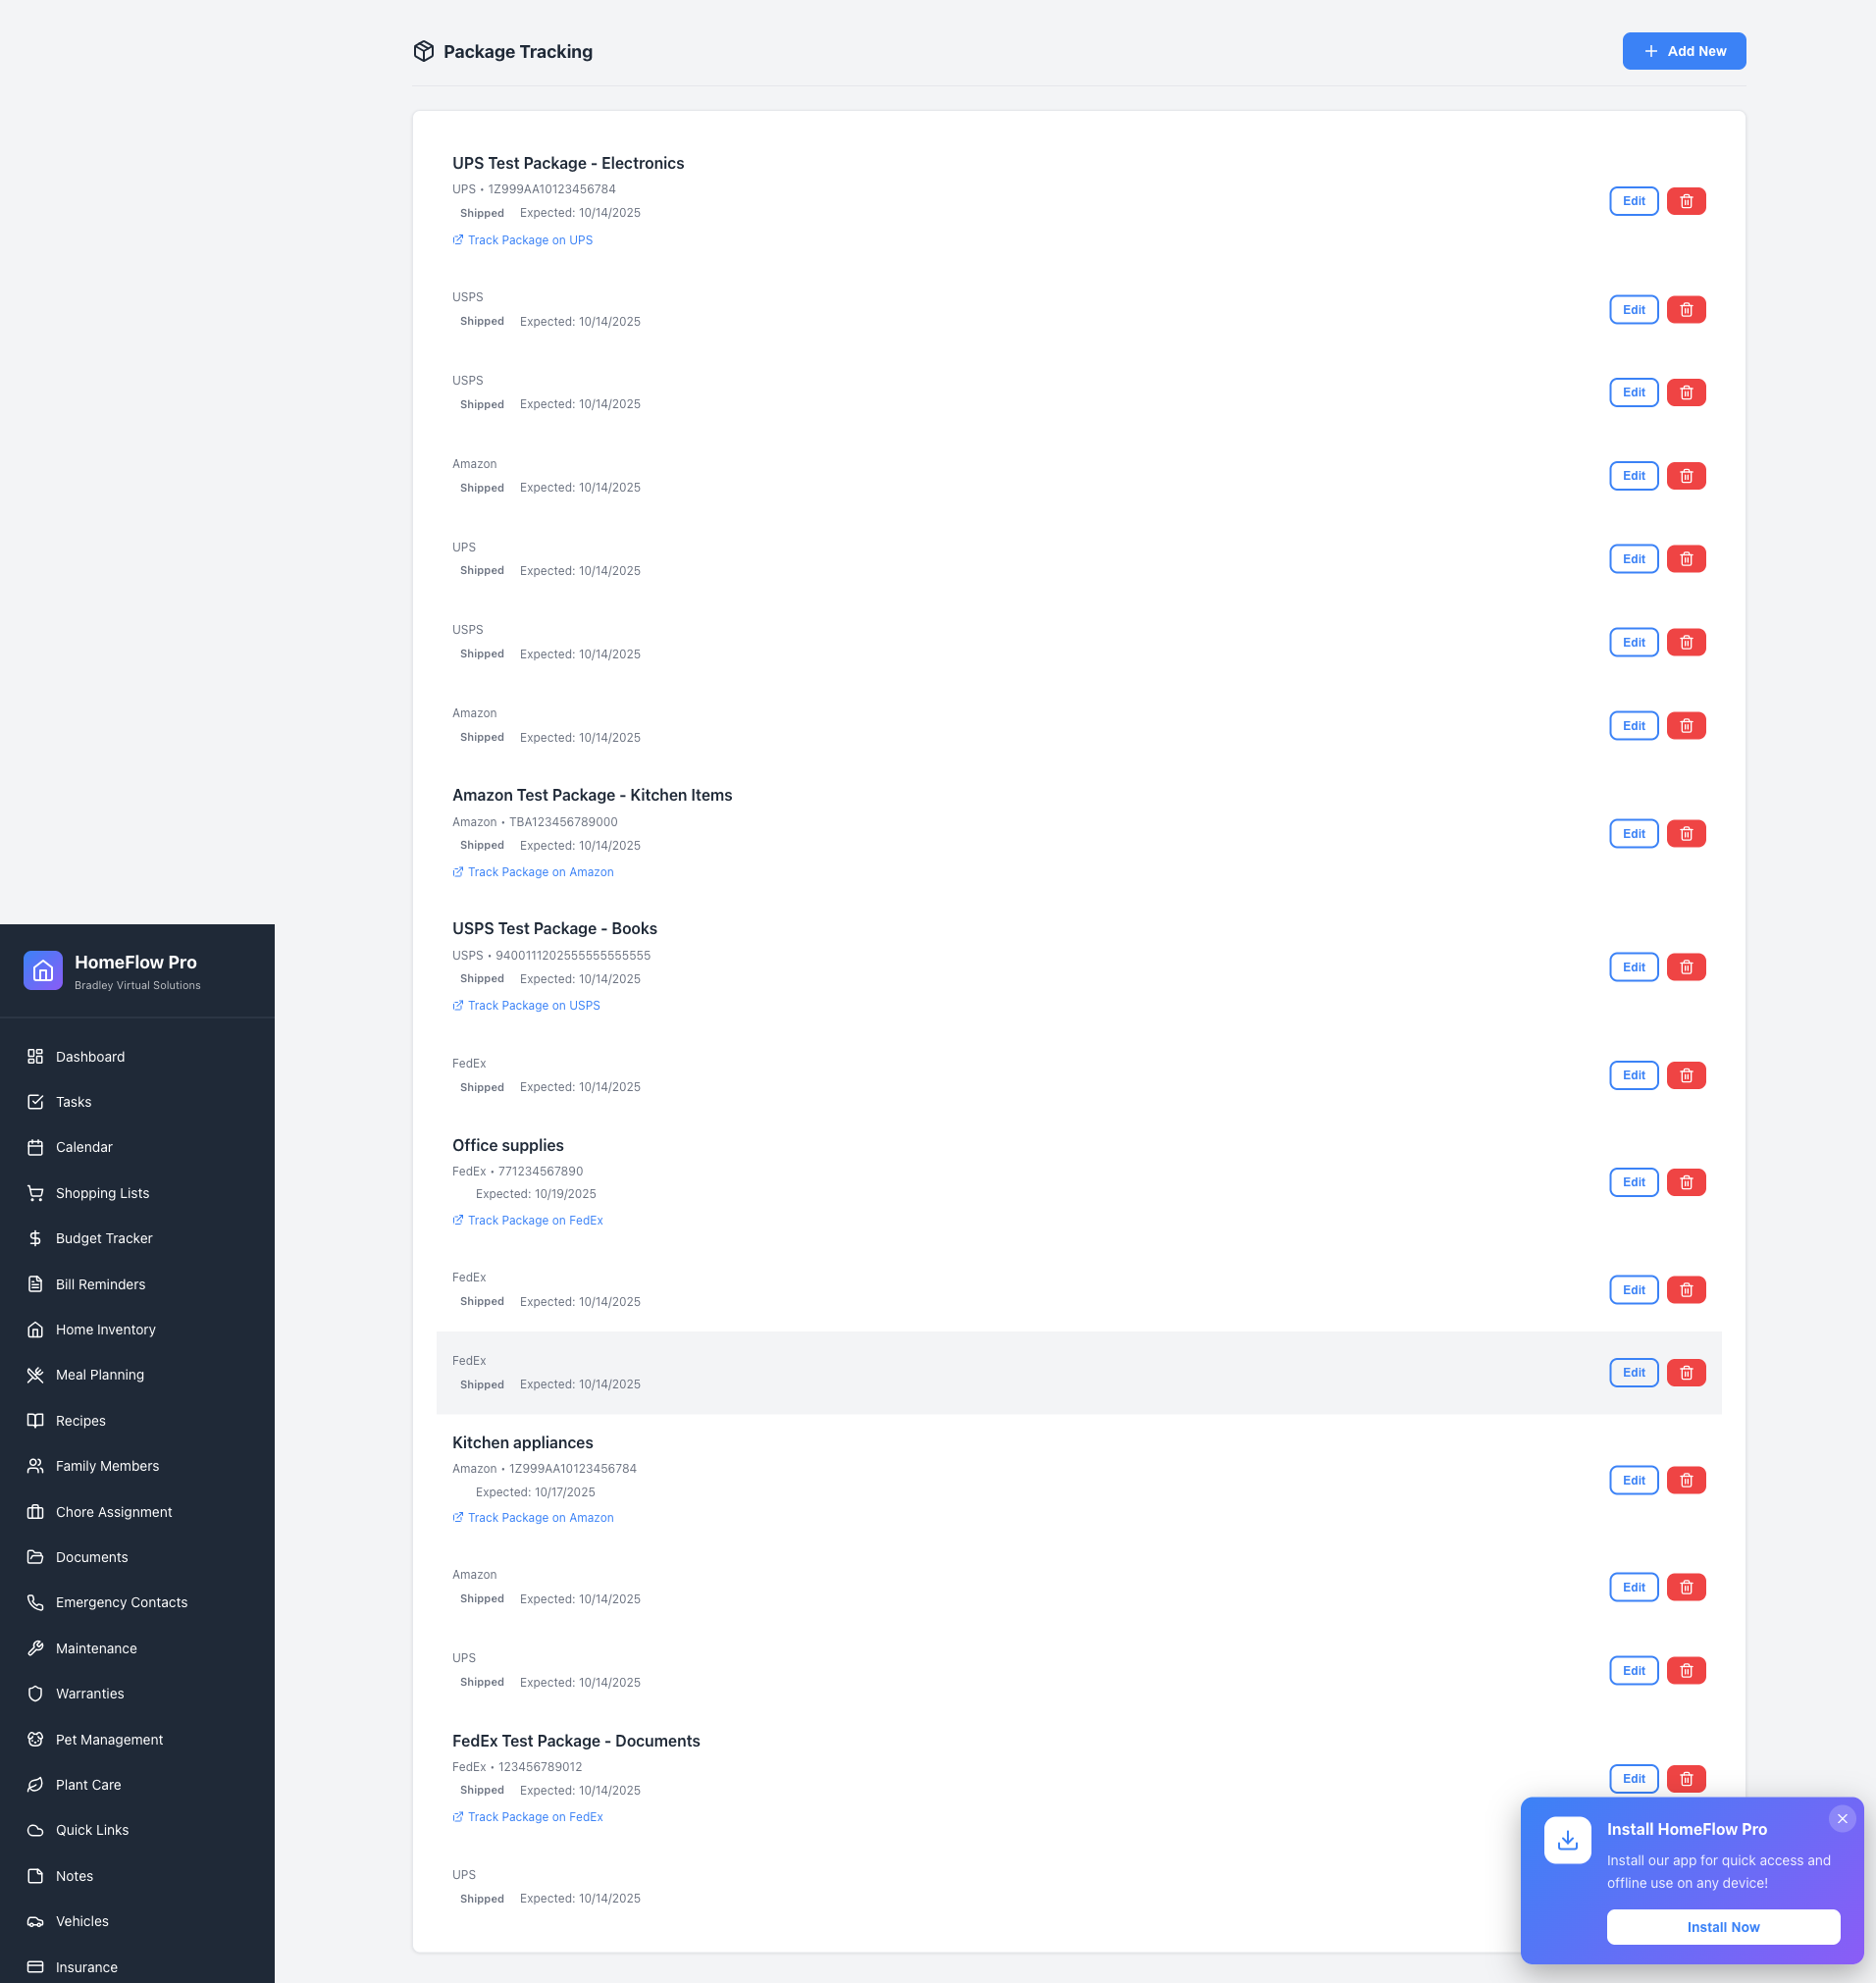 Package Tracking
Add New
UPS Test Package - Electronics
UPS • 1Z999AA10123456784
Shipped Expected: 10/14/2025
Track Package on UPS
Edit
USPS
Shipped Expected: 10/14/2025
Edit
USPS
Shipped Expected: 10/14/2025
Edit
Amazon
Shipped Expected: 10/14/2025
Edit
UPS
Shipped Expected: 10/14/2025
Edit
USPS
Shipped Expected: 10/14/2025
Edit
Amazon
Shipped Expected: 10/14/2025
Edit
Amazon Test Package - Kitchen Items
Amazon • TBA123456789000
Shipped Expected: 10/14/2025
Track Package on Amazon
Edit
USPS Test Package - Books
USPS • 9400111202555555555555
Shipped Expected: 10/14/2025
Track Package on USPS
Edit
FedEx
Shipped Expected: 10/14/2025
Edit
Office supplies
FedEx • 771234567890
Expected: 10/19/2025
Track Package on FedEx
Edit
FedEx
Shipped Expected: 10/14/2025
Edit
FedEx
Shipped Expected: 10/14/2025
Edit
Kitchen appliances
Amazon • 1Z999AA10123456784
Expected: 10/17/2025
Track Package on Amazon
Edit
Amazon
Shipped Expected: 10/14/2025
Edit
UPS
Shipped Expected: 10/14/2025
Edit
FedEx Test Package - Documents
FedEx • 123456789012
Shipped Expected: 10/14/2025
Track Package on FedEx
Edit
UPS
Shipped Expected: 10/14/2025
HomeFlow Pro
Bradley Virtual Solutions
Dashboard
Tasks
Calendar
Shopping Lists
Budget Tracker
Bill Reminders
Home Inventory
Meal Planning
Recipes
Family Members
Chore Assignment
Documents
Emergency Contacts
Maintenance
Warranties
Pet Management
Plant Care
Quick Links
Notes
Vehicles
Insurance
Install HomeFlow Pro
Install our app for quick access and
offline use on any device!
Install Now